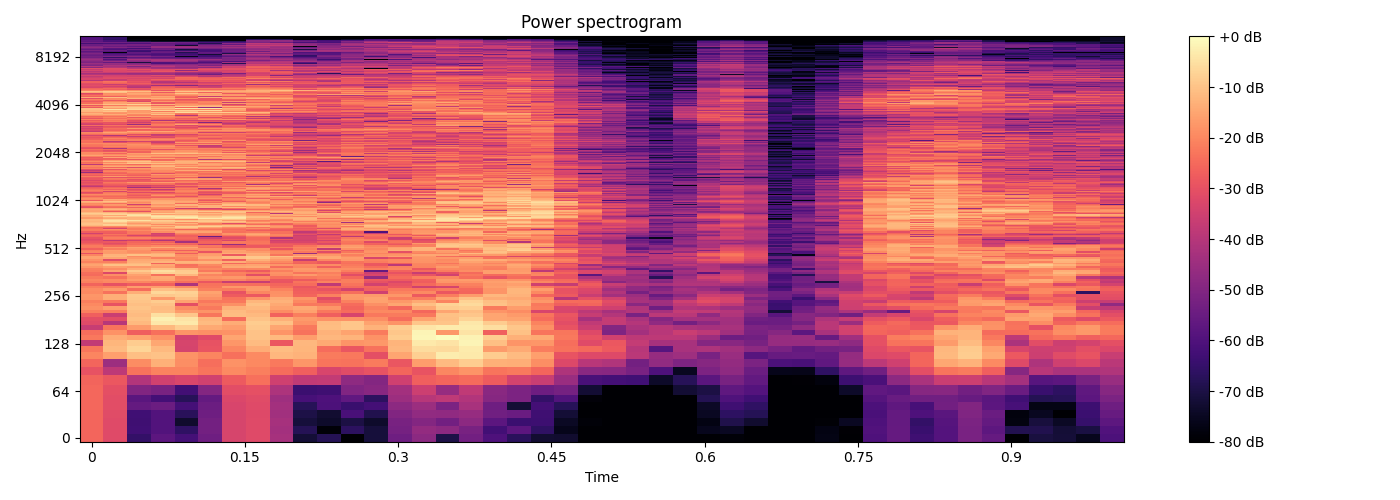 Power spectrogram
Hz
8192
4096
2048
1024
512
256
128
64
0
0 0.15 0.3 0.45 0.6 0.75 0.9
Time
+0 dB
-10 dB
-20 dB
-30 dB
-40 dB
-50 dB
-60 dB
-70 dB
-80 dB